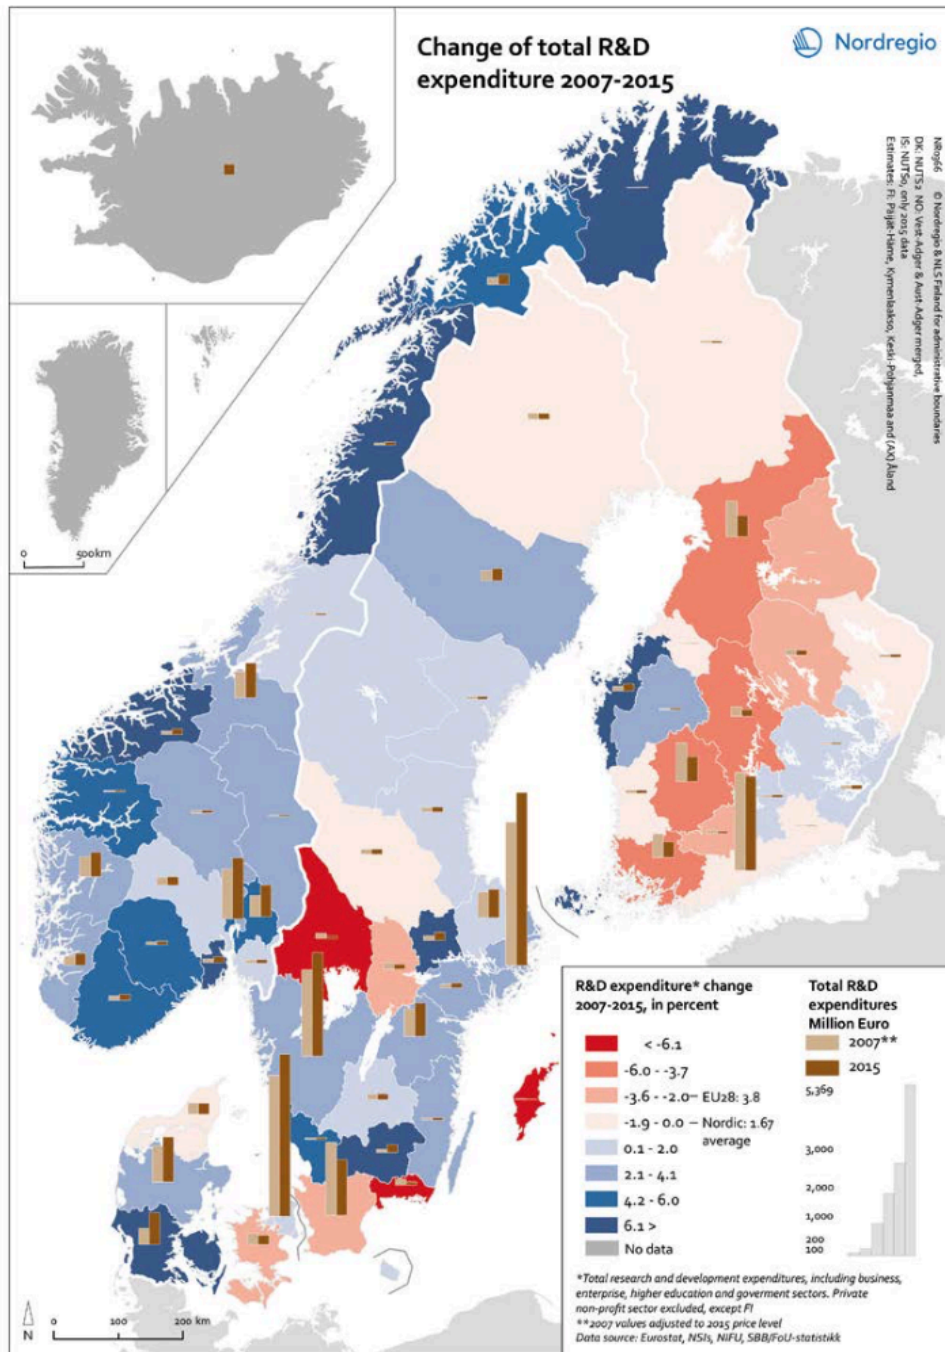 Change of total R&D
expenditure 2007-2015
Nordregio
NR0366 © Nordregio & NLS Finland for administrative boundaries
DK: NUTS2 NO: Vest-Adger & Aust-Adger merged,
IS: NUTS0, only 2015 data
Estimates: FI: Päijät-Häme, Kymenlaakso, Keski-Pohjanmaa and (AX) Åland
0 500km
R&D expenditure* change
2007-2015, in percent
< -6.1
-6.0 - -3.7
-3.6 - -2.0 – EU28: 3.8
-1.9 - 0.0 – Nordic: 1.67
average
0.1 - 2.0
2.1 - 4.1
4.2 - 6.0
6.1 >
No data
Total R&D
expenditures
Million Euro
2007**
2015
5,369
3,000
2,000
1,000
200
100
*Total research and development expenditures, including business,
enterprise, higher education and goverment sectors. Private
non-profit sector excluded, except FI
**2007 values adjusted to 2015 price level
Data source: Eurostat, NSIs, NIFU, SBB/FoU-statistikk
N
0 100 200 km